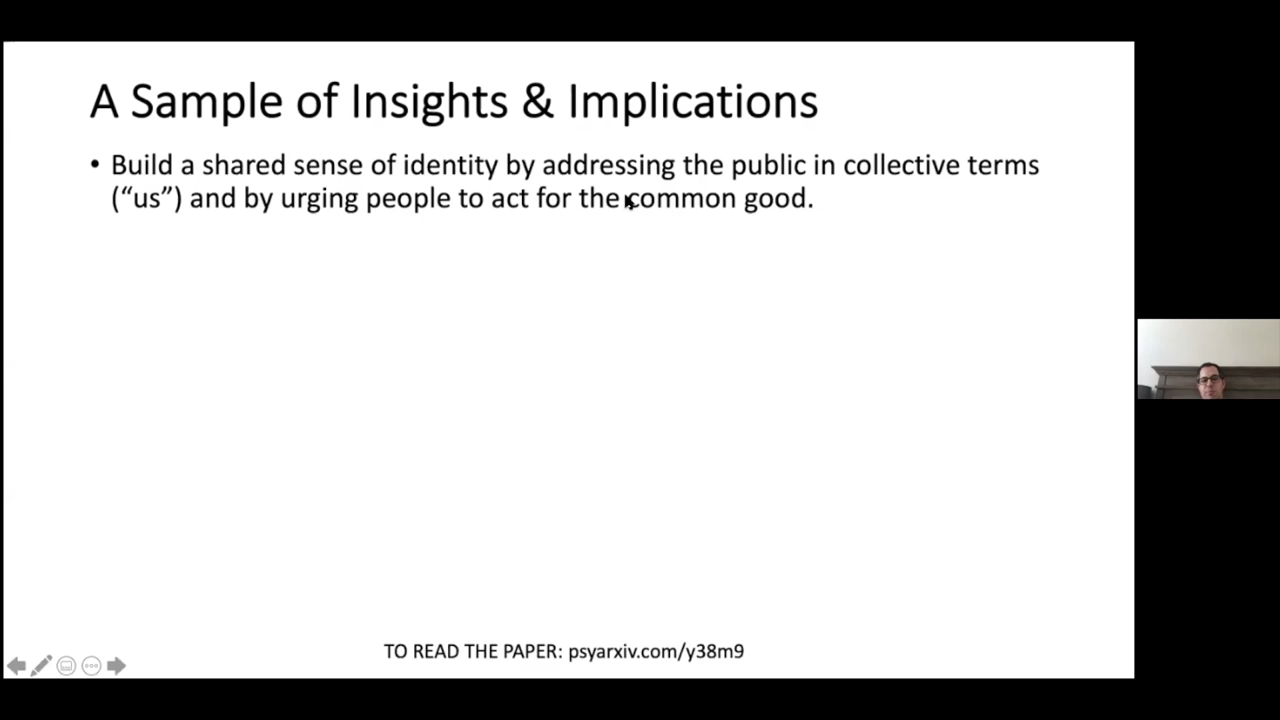 A Sample of Insights & Implications
• Build a shared sense of identity by addressing the public in collective terms
(“us”) and by urging people to act for the common good.
TO READ THE PAPER: psyarxiv.com/y38m9